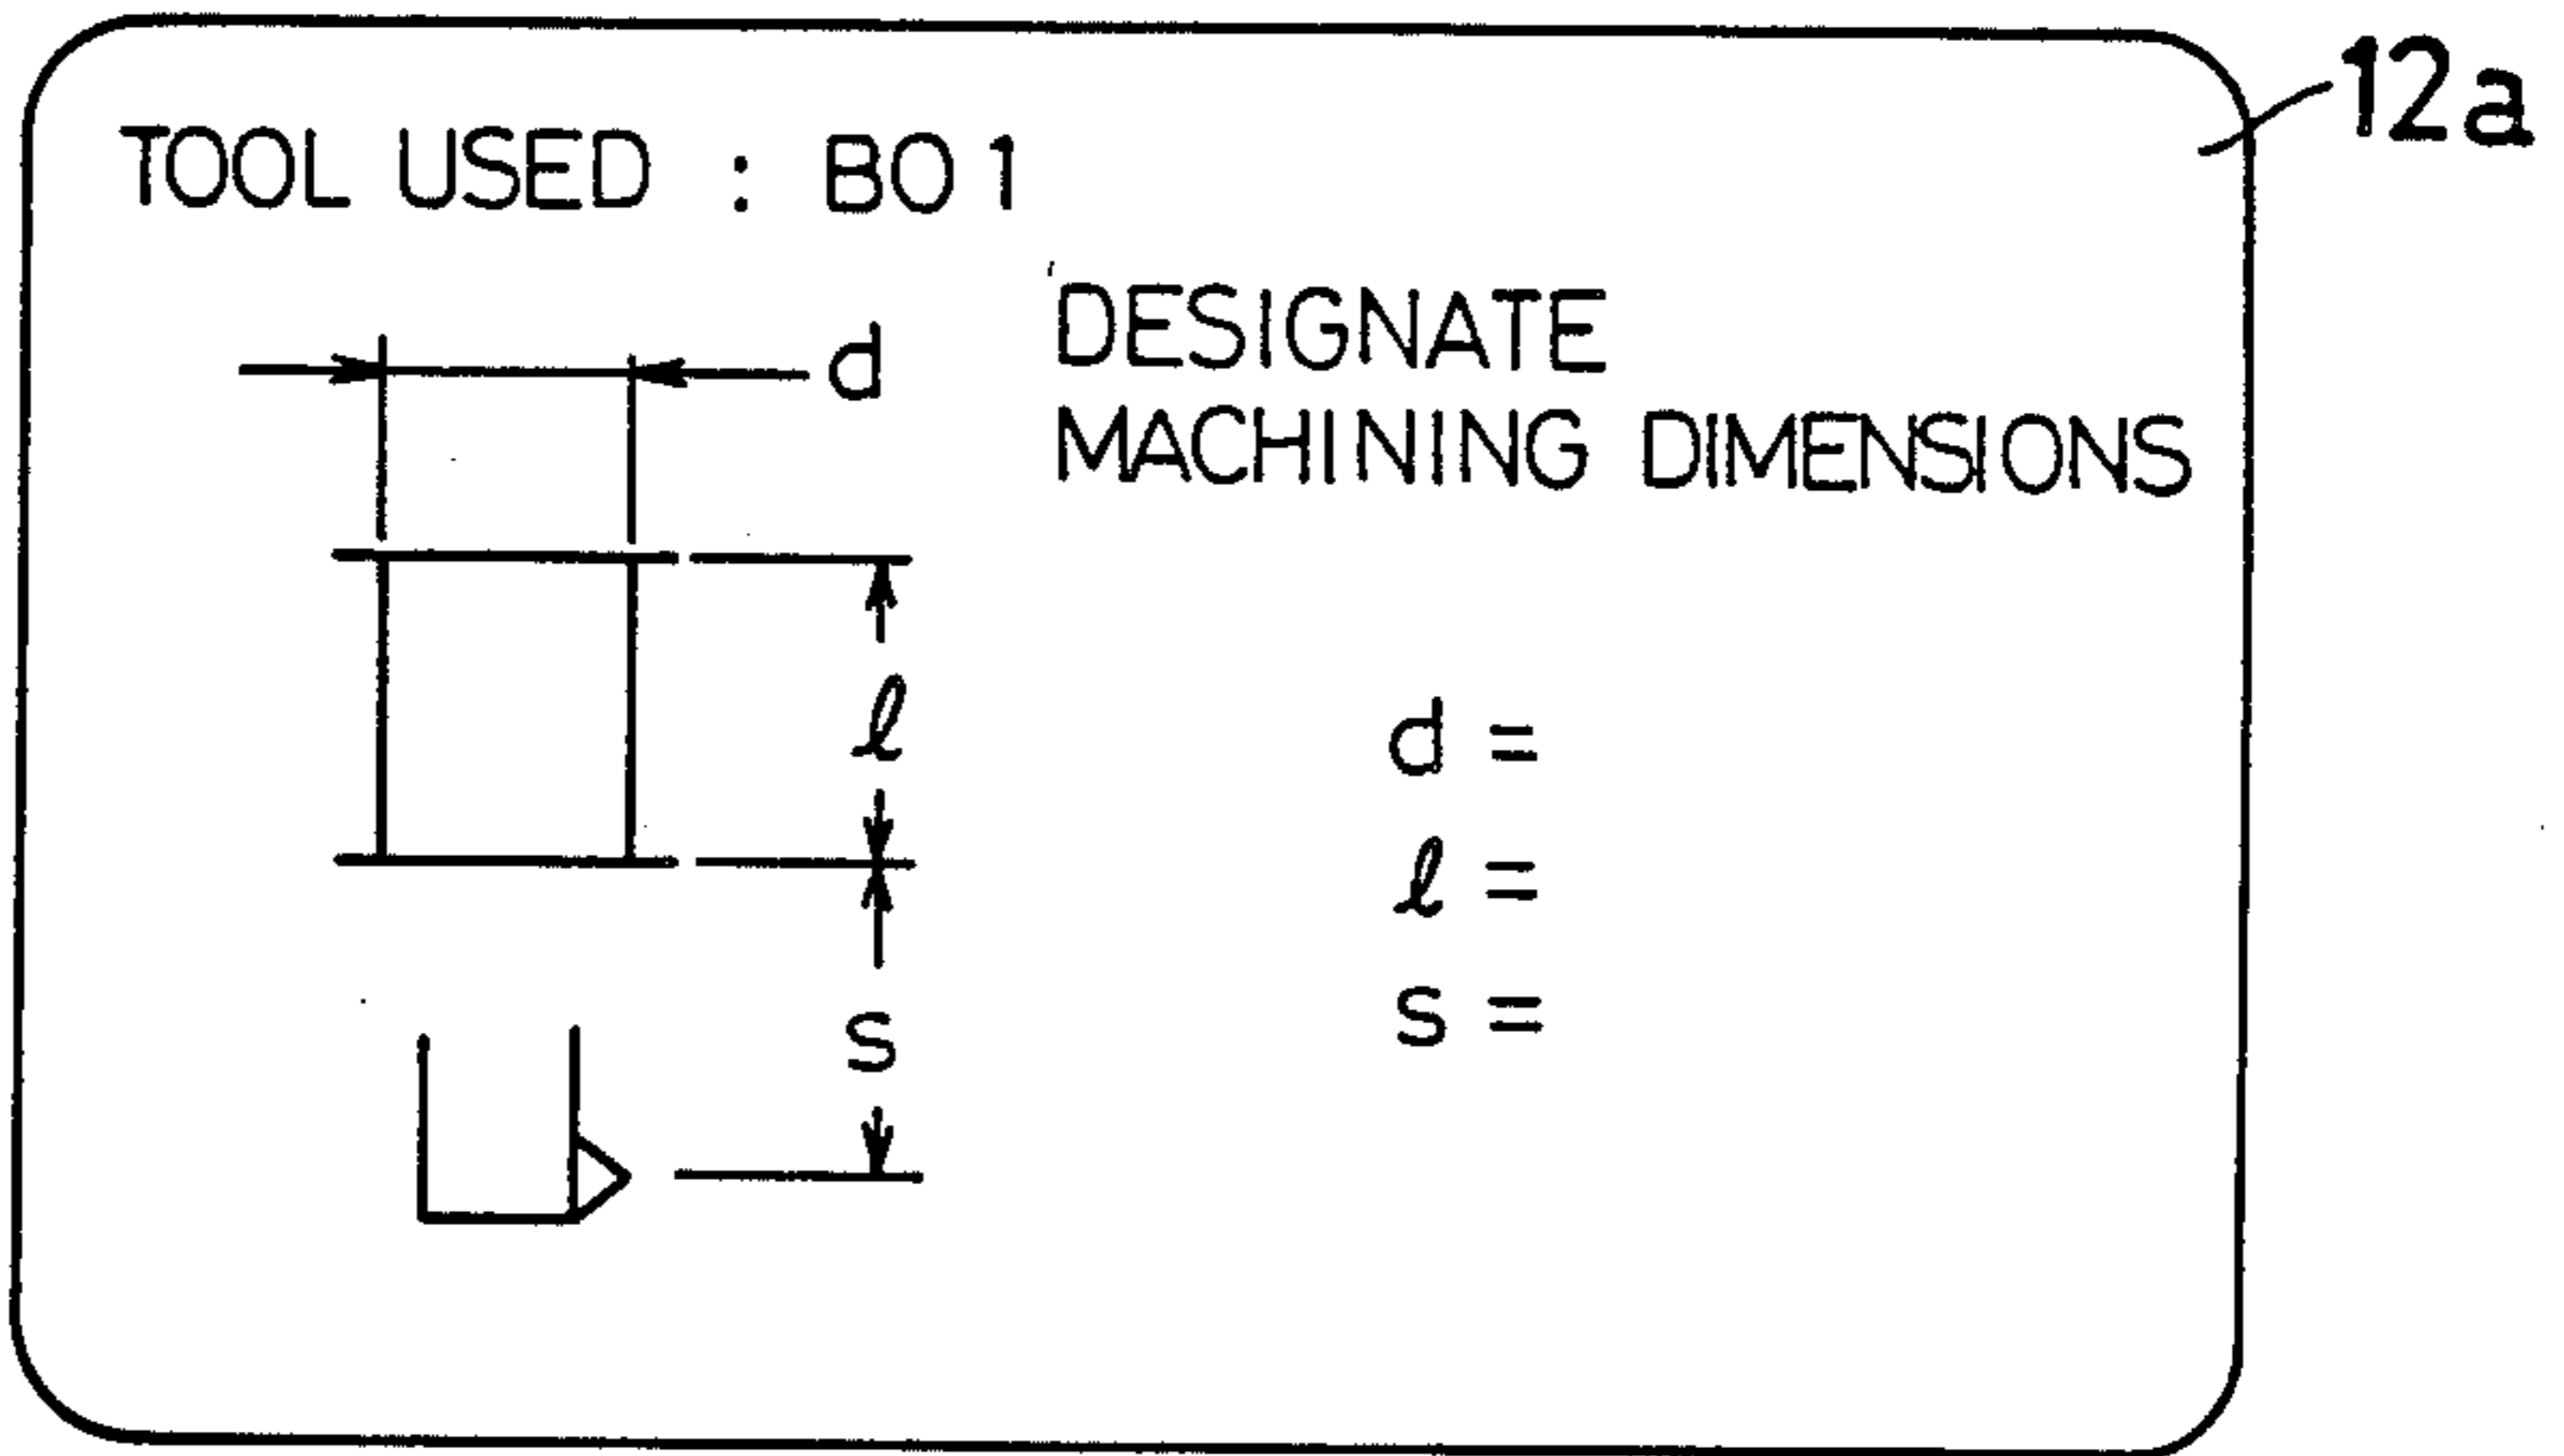 12a
TOOL USED : B01
DESIGNATE
MACHINING DIMENSIONS
d
ℓ
s
d =
ℓ =
s =